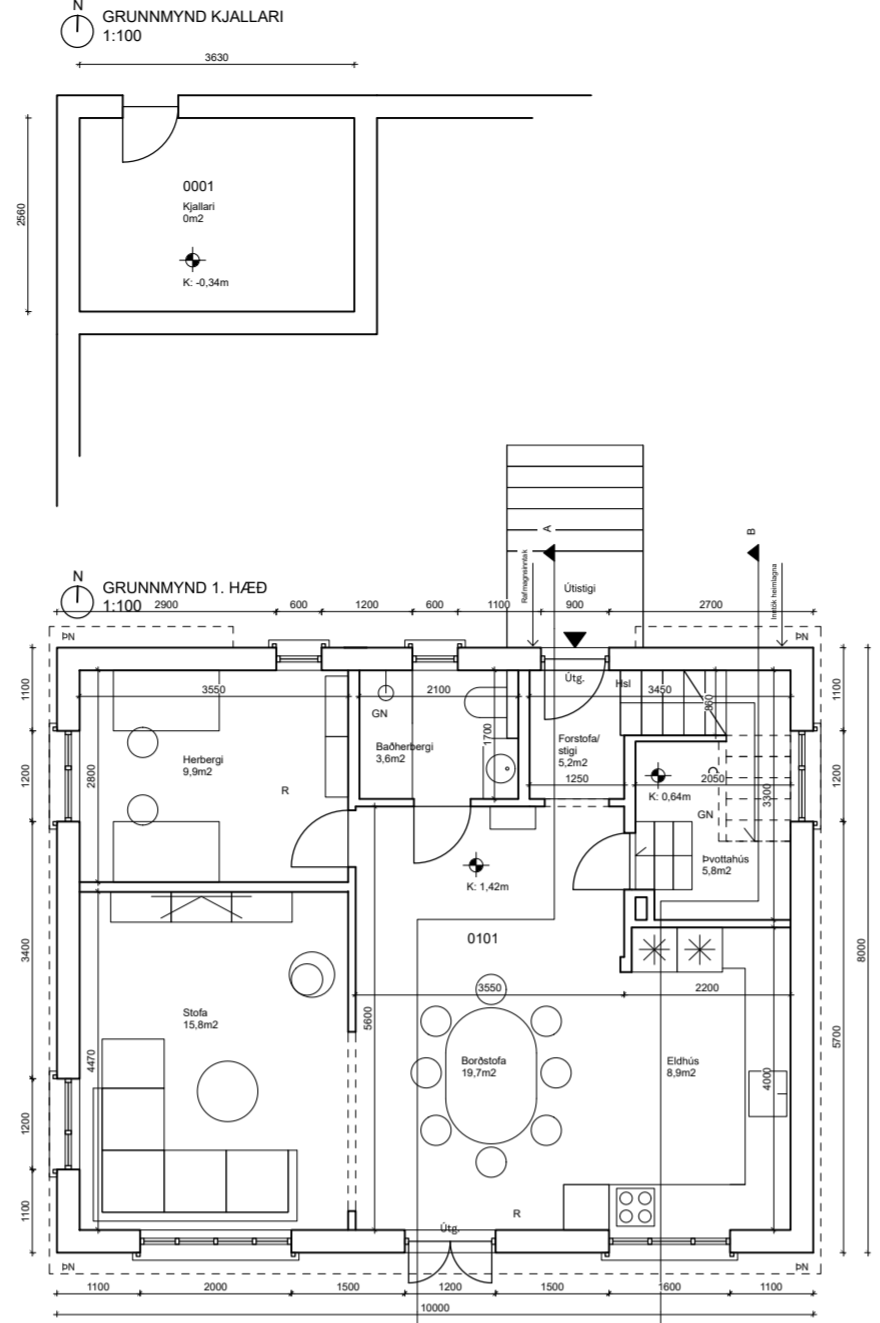 N
GRUNNMYND KJALLARI
1:100
3630
2560
0001
Kjallari
0m2
K: -0,34m
N
GRUNNMYND 1. HÆÐ
1:100
A
B
Rafmagnsinntak
Útistigi
Inntök heimlagna
2900
600
1200
600
1100
900
2700
ÞN
ÞN
1100
1200
3400
1200
1100
3550
2800
Herbergi
9,9m2
R
2100
GN
1700
Baðherbergi
3,6m2
Útg.
Hsl
3450
860
Forstofa/
stigi
5,2m2
1250
2050
K: 0,64m
GN
3300
Þvottahús
5,8m2
1100
1200
5700
8000
K: 1,42m
0101
3550
2200
Stofa
15,8m2
4470
5600
Borðstofa
19,7m2
Eldhús
8,9m2
4000
R
Útg.
ÞN
ÞN
1100
2000
1500
1200
1500
1600
1100
10000